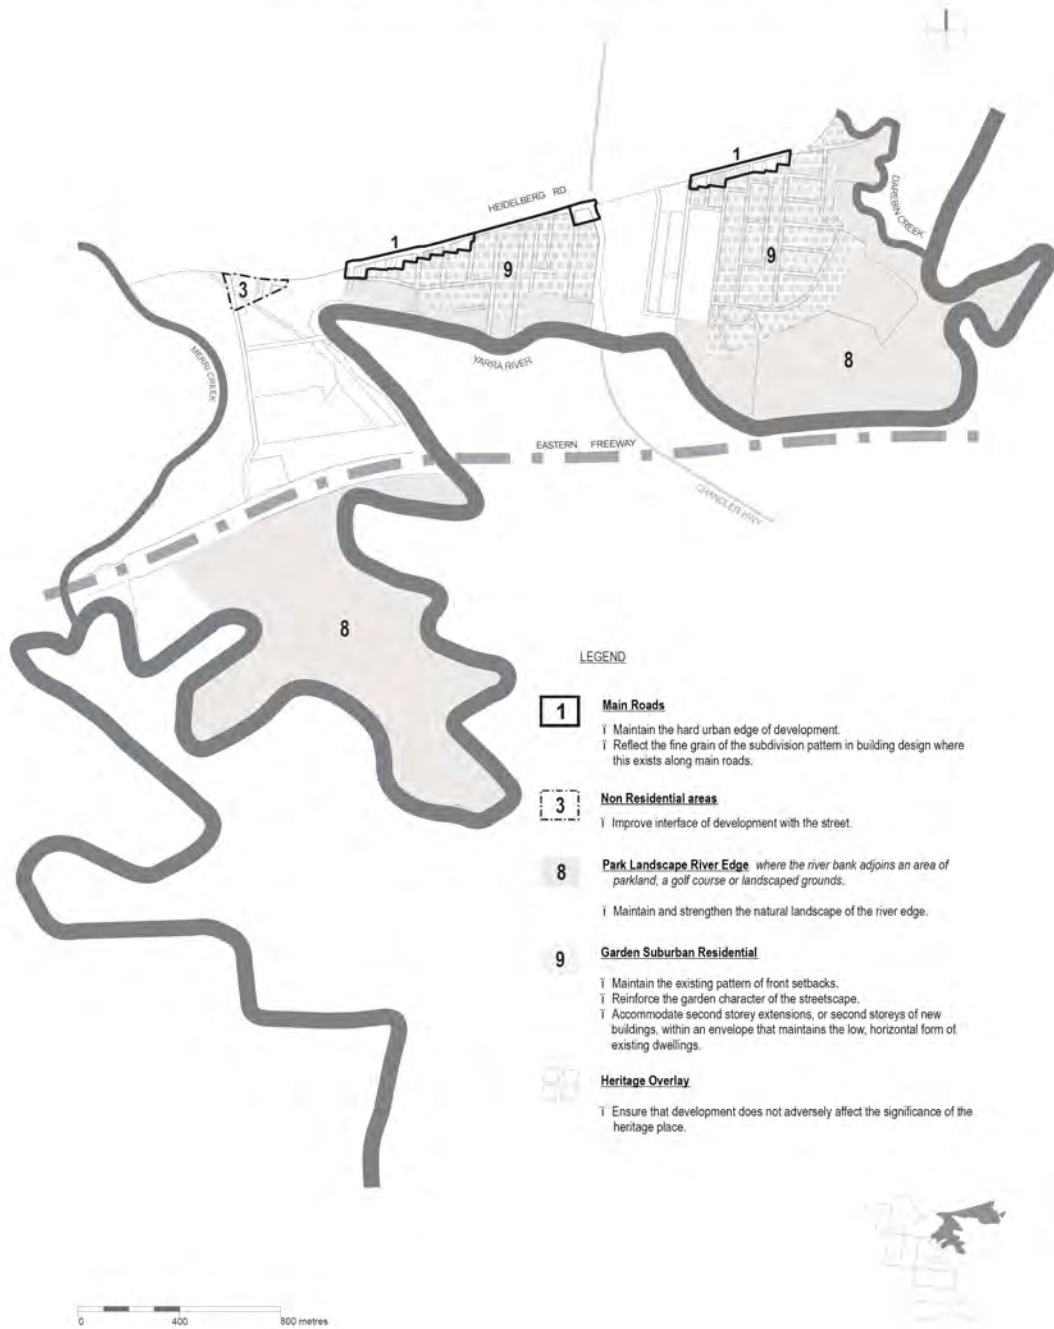 1
DAREBIN CREEK
HEIDELBERG RD
1
9
9
3
MERRI CREEK
YARRA RIVER
8
EASTERN FREEWAY
CHANDLER HWY
8
LEGEND
1
Main Roads
ï Maintain the hard urban edge of development.
ï Reflect the fine grain of the subdivision pattern in building design where
this exists along main roads.
3
Non Residential areas
ï Improve interface of development with the street.
8
Park Landscape River Edge where the river bank adjoins an area of
parkland, a golf course or landscaped grounds.
ï Maintain and strengthen the natural landscape of the river edge.
9
Garden Suburban Residential
ï Maintain the existing pattern of front setbacks.
ï Reinforce the garden character of the streetscape.
ï Accommodate second storey extensions, or second storeys of new
buildings, within an envelope that maintains the low, horizontal form of
existing dwellings.
Heritage Overlay
ï Ensure that development does not adversely affect the significance of the
heritage place.
0 400 800 metres